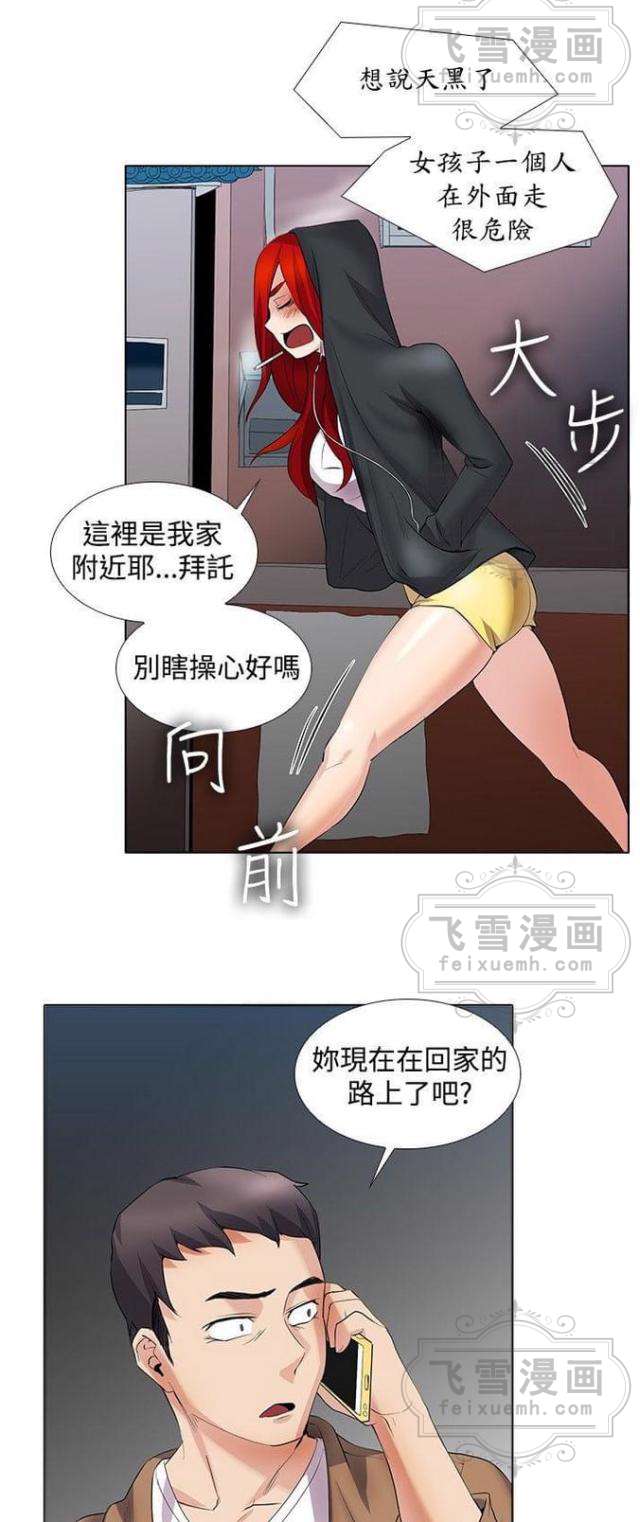 飞雪漫画
feixuemh.com
想說天黑了
女孩子一個人
在外面走
很危險
大步
這裡是我家
附近耶...拜託
別瞎操心好嗎
向前
飞雪漫画
feixuemh.com
妳現在在回家的
路上了吧?
飞雪漫画
feixuemh.com